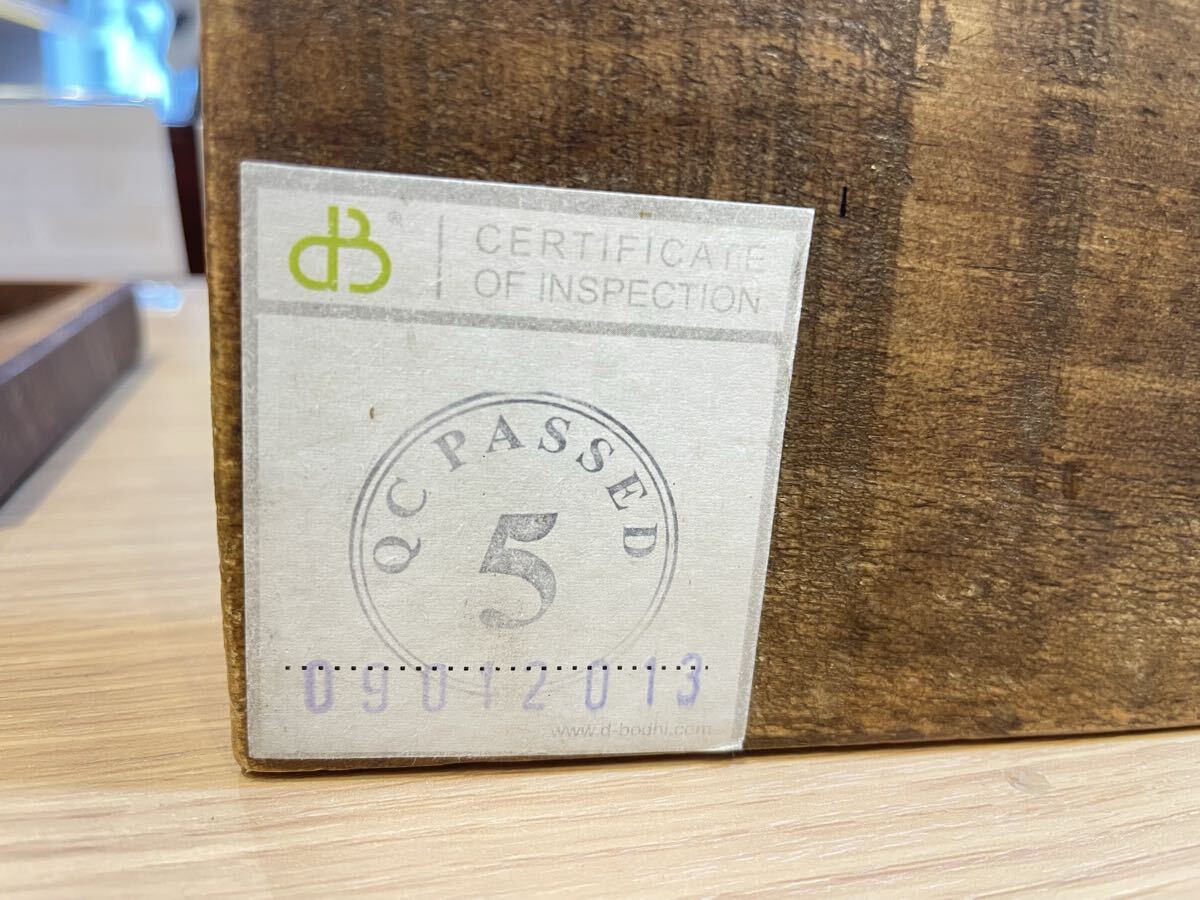 dB®
CERTIFICATE
OF INSPECTION
QC PASSED
5
09012013
www.d-bodhi.com